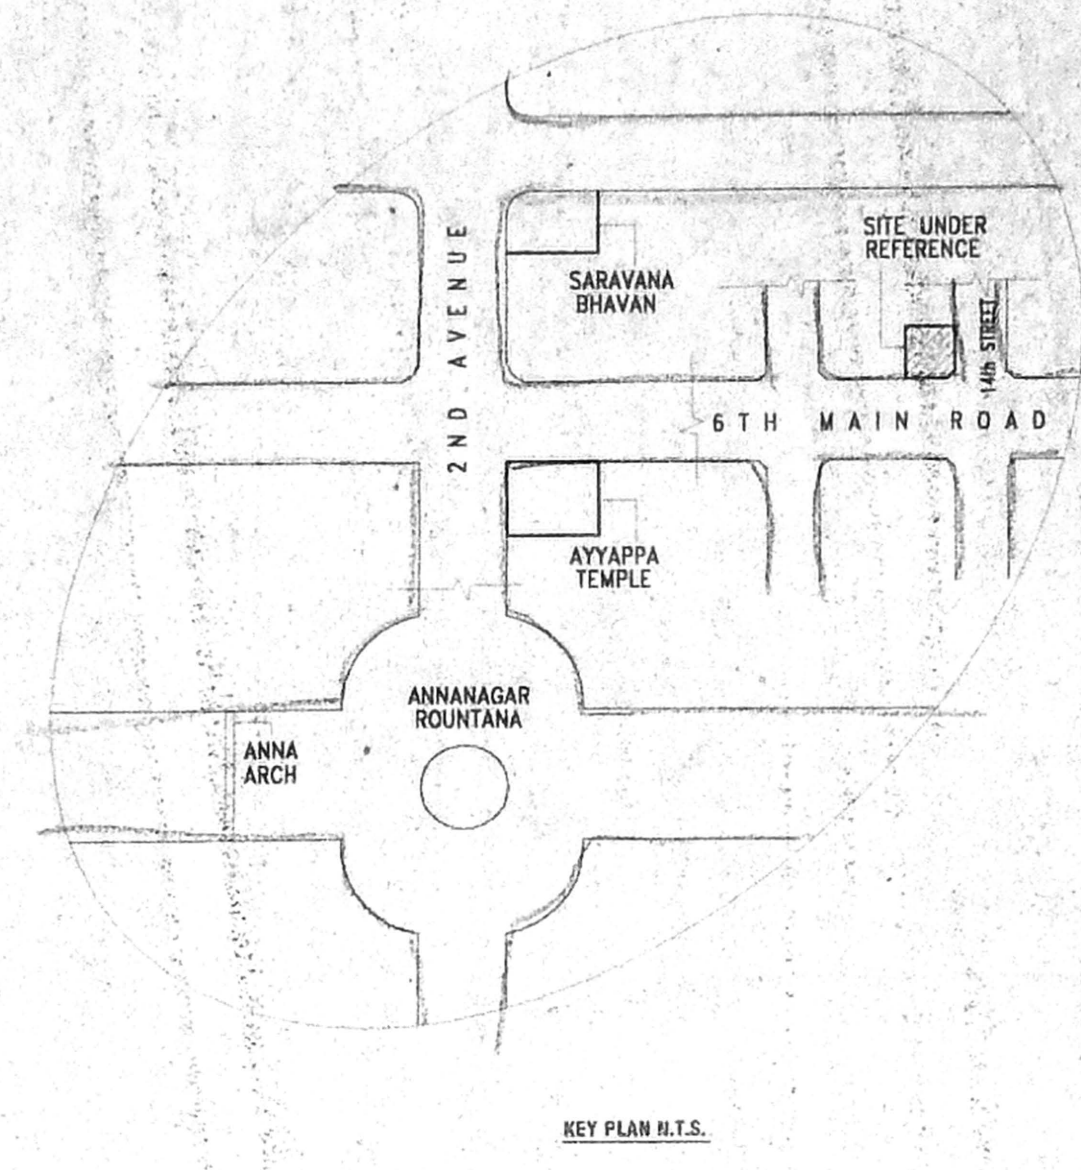 SITE UNDER
REFERENCE
2ND AVENUE
SARAVANA
BHAVAN
14th STREET
6TH MAIN ROAD
AYYAPPA
TEMPLE
ANNANAGAR
ROUNTANA
ANNA
ARCH
KEY PLAN N.T.S.